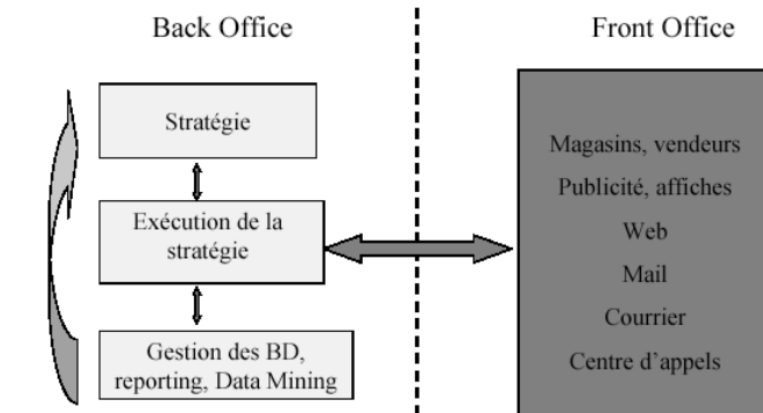 Back Office
Front Office
Stratégie
Exécution de la
stratégie
Gestion des BD,
reporting, Data Mining
Magasins, vendeurs
Publicité, affiches
Web
Mail
Courrier
Centre d'appels